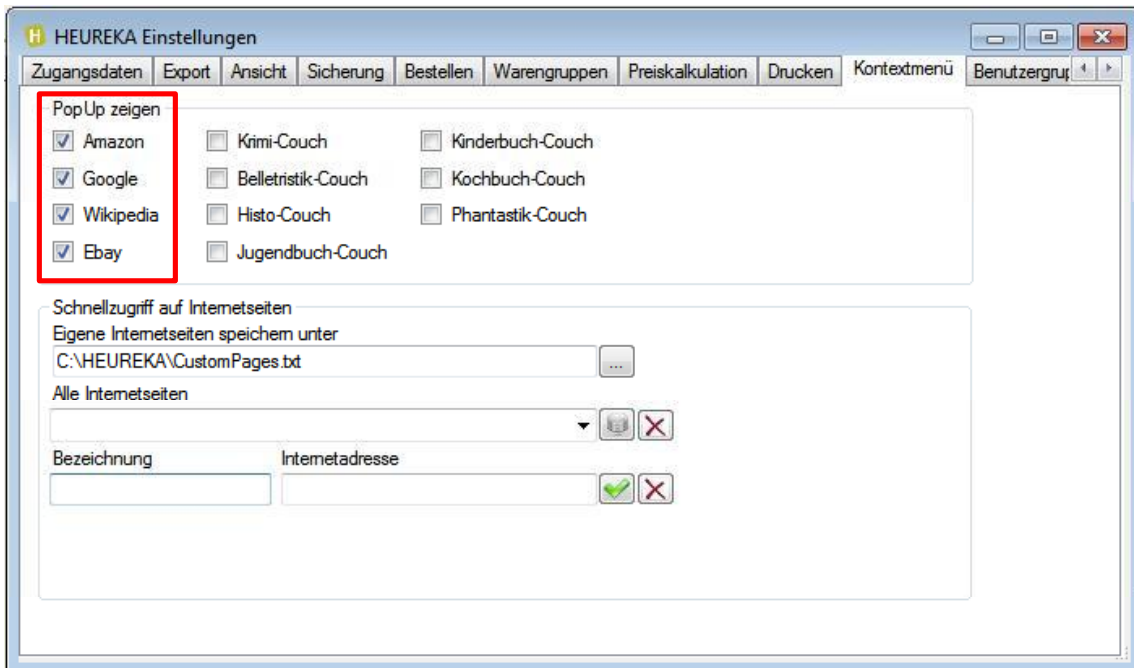 HEUREKA Einstellungen
Zugangsdaten Export Ansicht Sicherung Bestellen Warengruppen Preiskalkulation Drucken Kontextmenü Benutzergrup
PopUp zeigen
Amazon Krimi-Couch Kinderbuch-Couch
Google Belletristik-Couch Kochbuch-Couch
Wikipedia Histo-Couch Phantastik-Couch
Ebay Jugendbuch-Couch
Schnellzugriff auf Internetseiten
Eigene Internetseiten speichern unter
C:\HEUREKA\CustomPages.txt ...
Alle Internetseiten
Bezeichnung Internetadresse